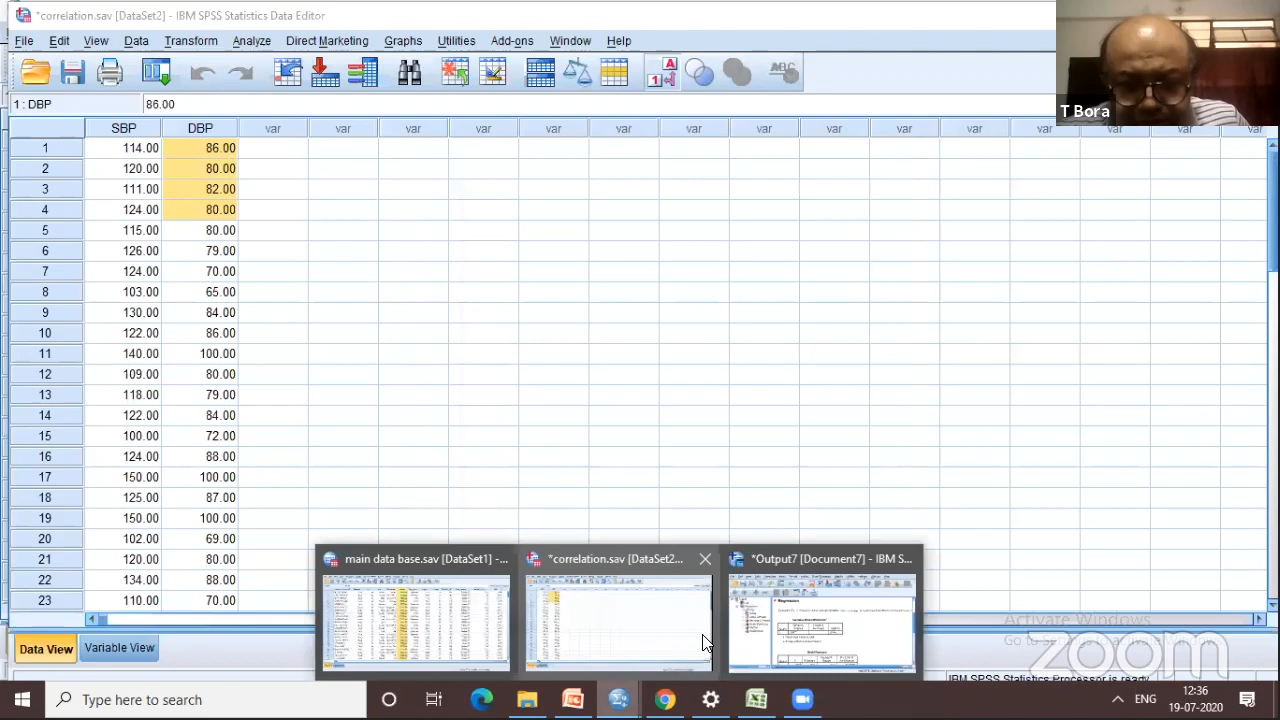 *correlation.sav [DataSet2] - IBM SPSS Statistics Data Editor
File Edit View Data Transform Analyze Direct Marketing Graphs Utilities Add-ons Window Help
1 : DBP 86.00
T Bora
SBP DBP var var var var var var var var var var var var var var var
1 114.00 86.00
2 120.00 80.00
3 111.00 82.00
4 124.00 80.00
5 115.00 80.00
6 126.00 79.00
7 124.00 70.00
8 103.00 65.00
9 130.00 84.00
10 122.00 86.00
11 140.00 100.00
12 109.00 80.00
13 118.00 79.00
14 122.00 84.00
15 100.00 72.00
16 124.00 88.00
17 150.00 100.00
18 125.00 87.00
19 150.00 100.00
20 102.00 69.00
21 120.00 80.00
22 134.00 88.00
23 110.00 70.00
main data base.sav [DataSet1] -... *correlation.sav [DataSet2... *Output7 [Document7] - IBM S...
Regression
Activate Windows
Go to
zoom
Data View Variable View
IBM SPSS Statistics Processor is ready
Type here to search
ENG 12:36
19-07-2020